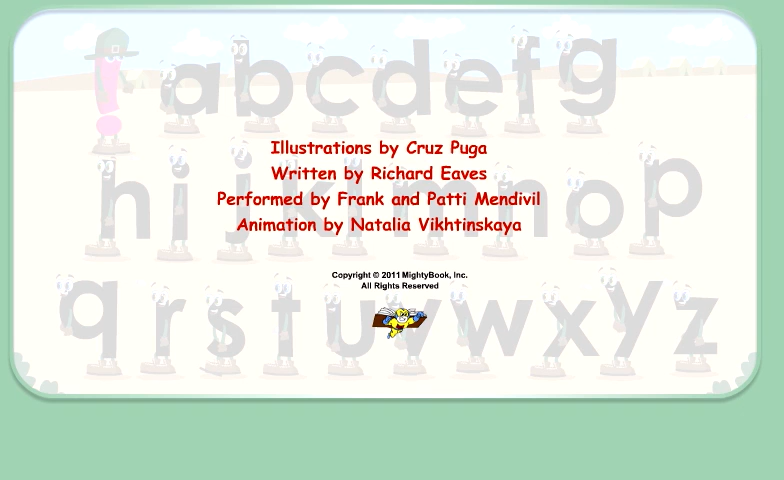 abcdefg
hijklmnop
qrstuvwxyz
Illustrations by Cruz Puga
Written by Richard Eaves
Performed by Frank and Patti Mendivil
Animation by Natalia Vikhtinskaya
Copyright © 2011 MightyBook, Inc.
All Rights Reserved